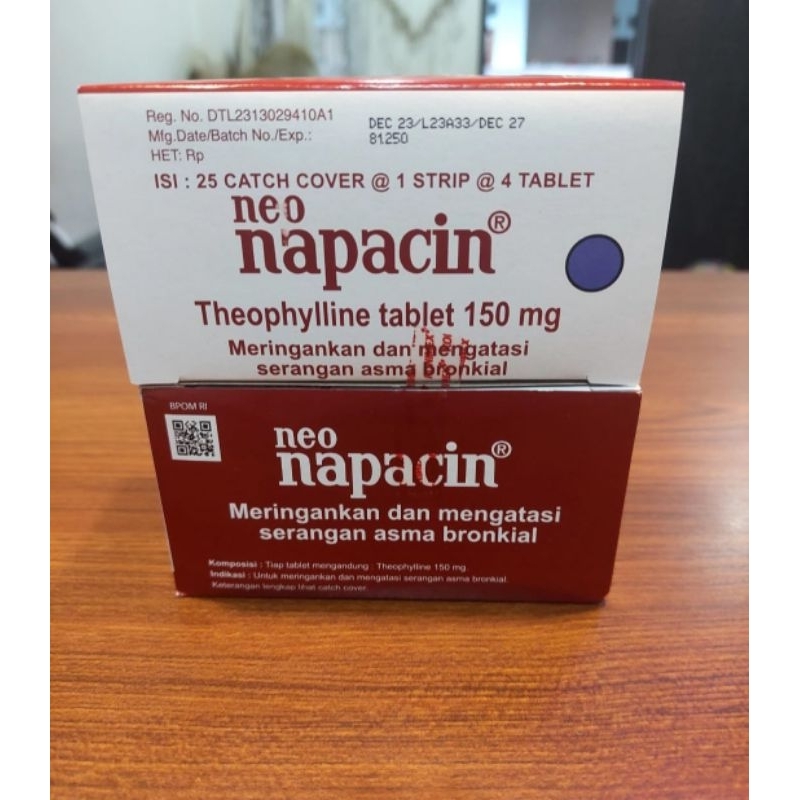 Reg. No. DTL2313029410A1
Mfg.Date/Batch No./Exp.: DEC 23/L23A33/DEC 27
HET: Rp 81250
ISI : 25 CATCH COVER @ 1 STRIP @ 4 TABLET
neo
napacin®
Theophylline tablet 150 mg
Meringankan dan mengatasi
serangan asma bronkial
BPOM RI
neo
napacin®
Meringankan dan mengatasi
serangan asma bronkial
Komposisi : Tiap tablet mengandung : Theophylline 150 mg.
Indikasi : Untuk meringankan dan mengatasi serangan asma bronkial.
Keterangan lengkap lihat catch cover.